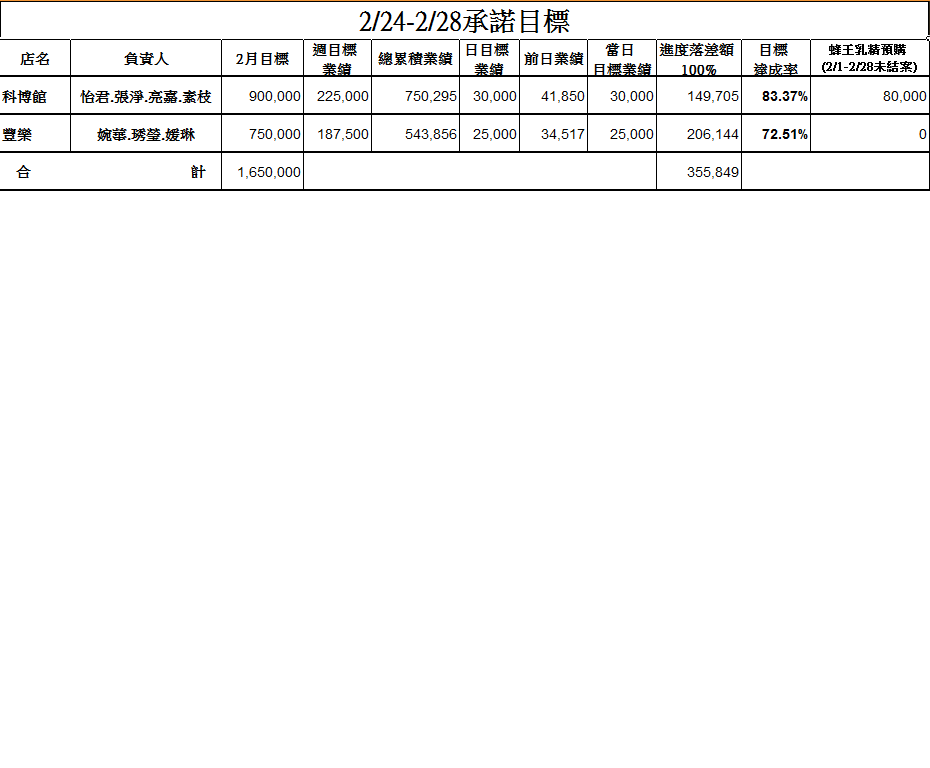 2/24-2/28承諾目標
店名 負責人 2月目標 週目標業績 總累積業績 日目標業績 前日業績 當日目標業績 進度落差額100% 目標達成率 蜂王乳精預購(2/1-2/28未結案)
科博館 怡君.張淨.亮嘉.素枝 900,000 225,000 750,295 30,000 41,850 30,000 149,705 83.37% 80,000
豐樂 婉華.琇瑩.媛琳 750,000 187,500 543,856 25,000 34,517 25,000 206,144 72.51% 0
合 計 1,650,000 355,849